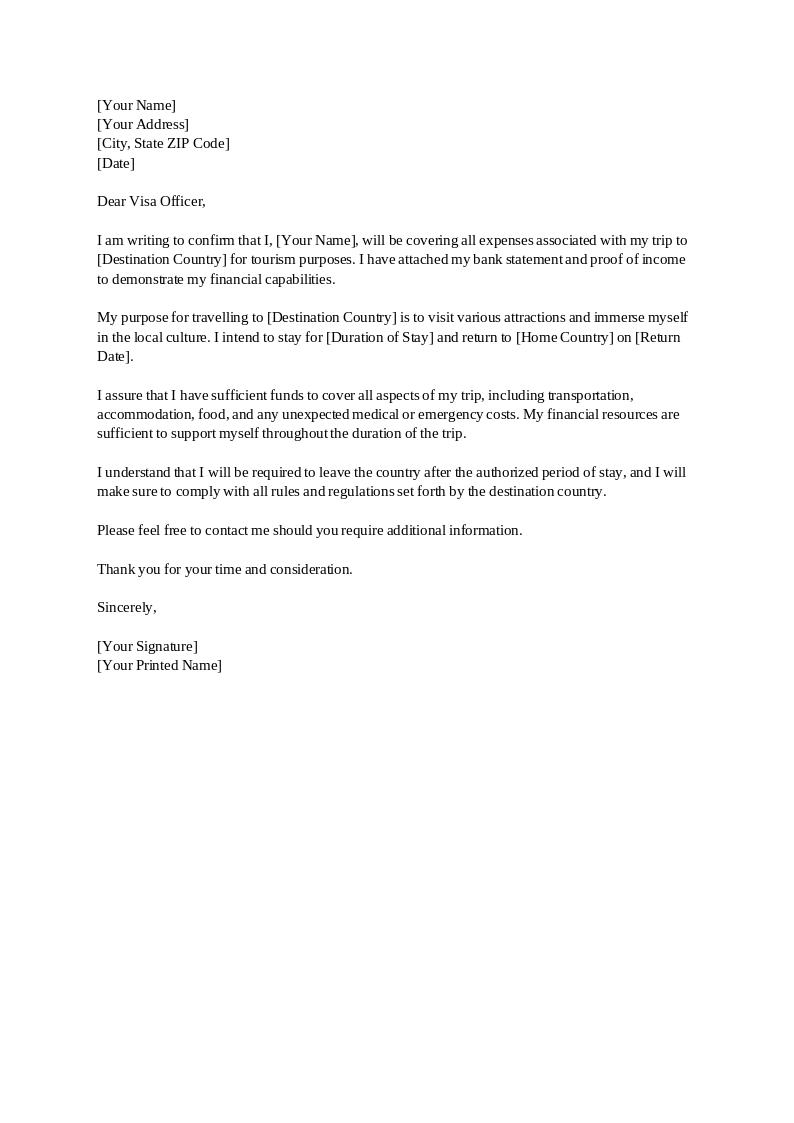 [Your Name]
[Your Address]
[City, State ZIP Code]
[Date]
Dear Visa Officer,
I am writing to confirm that I, [Your Name], will be covering all expenses associated with my trip to
[Destination Country] for tourism purposes. I have attached my bank statement and proof of income
to demonstrate my financial capabilities.
My purpose for travelling to [Destination Country] is to visit various attractions and immerse myself
in the local culture. I intend to stay for [Duration of Stay] and return to [Home Country] on [Return
Date].
I assure that I have sufficient funds to cover all aspects of my trip, including transportation,
accommodation, food, and any unexpected medical or emergency costs. My financial resources are
sufficient to support myself throughout the duration of the trip.
I understand that I will be required to leave the country after the authorized period of stay, and I will
make sure to comply with all rules and regulations set forth by the destination country.
Please feel free to contact me should you require additional information.
Thank you for your time and consideration.
Sincerely,
[Your Signature]
[Your Printed Name]